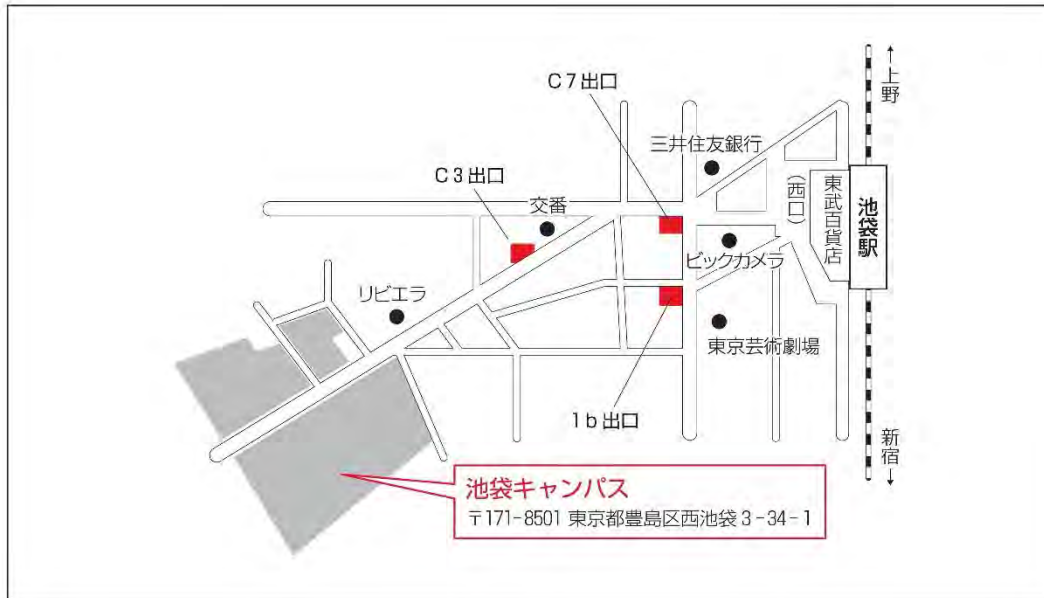 C7出口
↑上野
三井住友銀行
C3出口
交番
(西口)
東武百貨店
池袋駅
ビックカメラ
リビエラ
東京芸術劇場
1b出口
新宿↓
池袋キャンパス
〒171-8501 東京都豊島区西池袋3-34-1